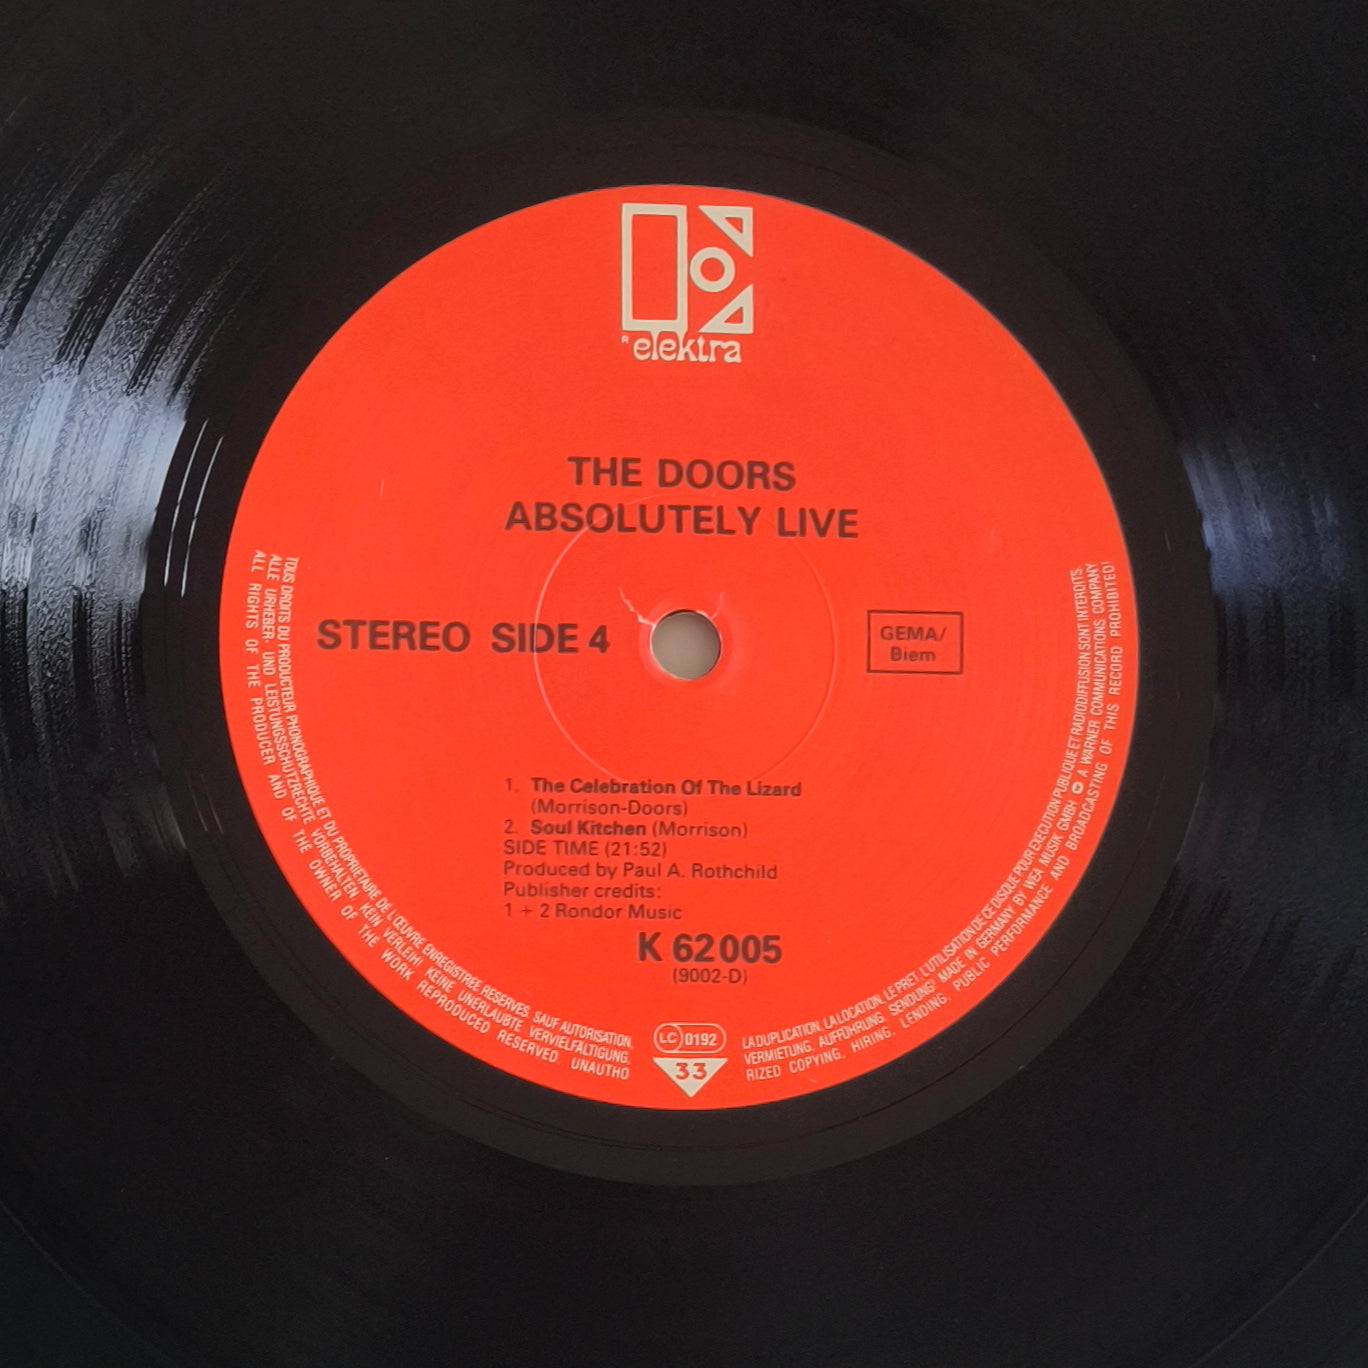 R elektra
THE DOORS
ABSOLUTELY LIVE
STEREO SIDE 4
GEMA/
Biem
1. The Celebration Of The Lizard
(Morrison-Doors)
2. Soul Kitchen (Morrison)
SIDE TIME (21:52)
Produced by Paul A. Rothchild
Publisher credits:
1 + 2 Rondor Music
K 62 005
(9002-D)
LC 0192
33
TOUS DROITS DU PRODUCTEUR PHONOGRAPHIQUE ET DU PROPRIETAIRE DE L'ŒUVRE ENREGISTREE RESERVES. SAUF AUTORISATION, LA DUPLICATION, LA LOCATION, LE PRET, L'UTILISATION DE CE DISQUE POUR EXECUTION PUBLIQUE ET RADIODIFFUSION SONT INTERDITS.
ALLE URHEBER- UND LEISTUNGSSCHUTZRECHTE VORBEHALTEN. KEIN VERLEIH! KEINE UNERLAUBTE VERVIELFÄLTIGUNG, VERMIETUNG, AUFFÜHRUNG, SENDUNG! MADE IN GERMANY BY WEA MUSIK GMBH A WARNER COMMUNICATIONS COMPANY
ALL RIGHTS OF THE PRODUCER AND OF THE OWNER OF THE WORK REPRODUCED RESERVED UNAUTHORIZED COPYING, HIRING, LENDING, PUBLIC PERFORMANCE AND BROADCASTING OF THIS RECORD PROHIBITED!